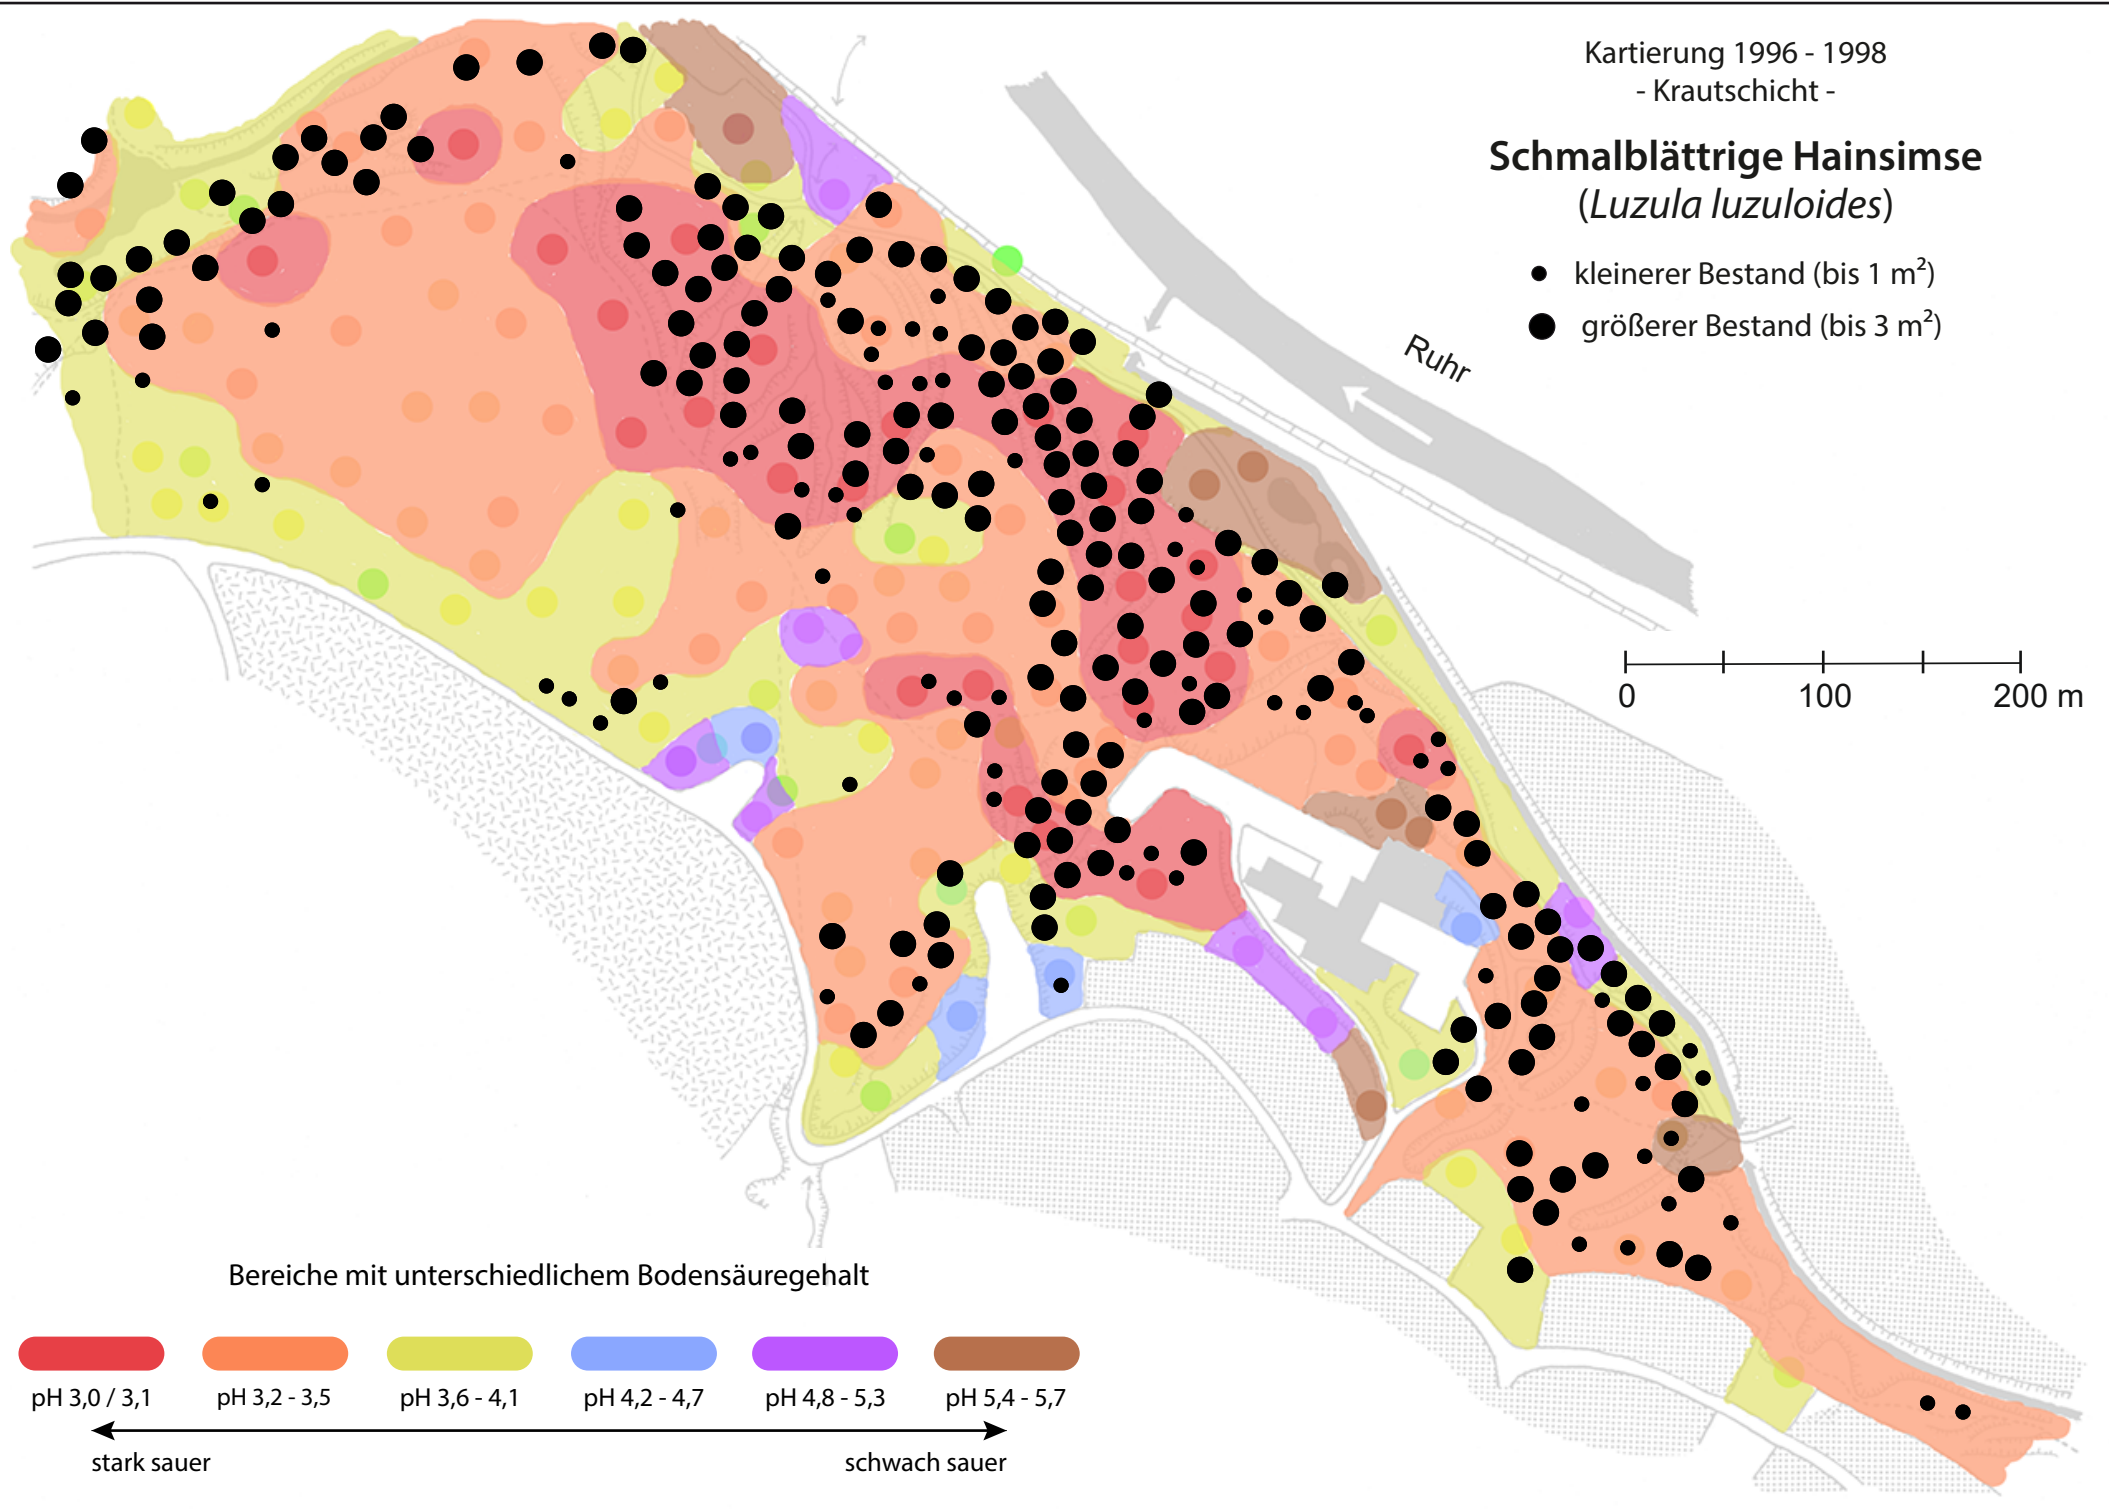 Kartierung 1996 - 1998
- Krautschicht -
Schmalblättrige Hainsimse
(Luzula luzuloides)
kleinerer Bestand (bis 1 m²)
größerer Bestand (bis 3 m²)
Ruhr
0 100 200 m
Bereiche mit unterschiedlichem Bodensäuregehalt
pH 3,0 / 3,1 pH 3,2 - 3,5 pH 3,6 - 4,1 pH 4,2 - 4,7 pH 4,8 - 5,3 pH 5,4 - 5,7
stark sauer schwach sauer